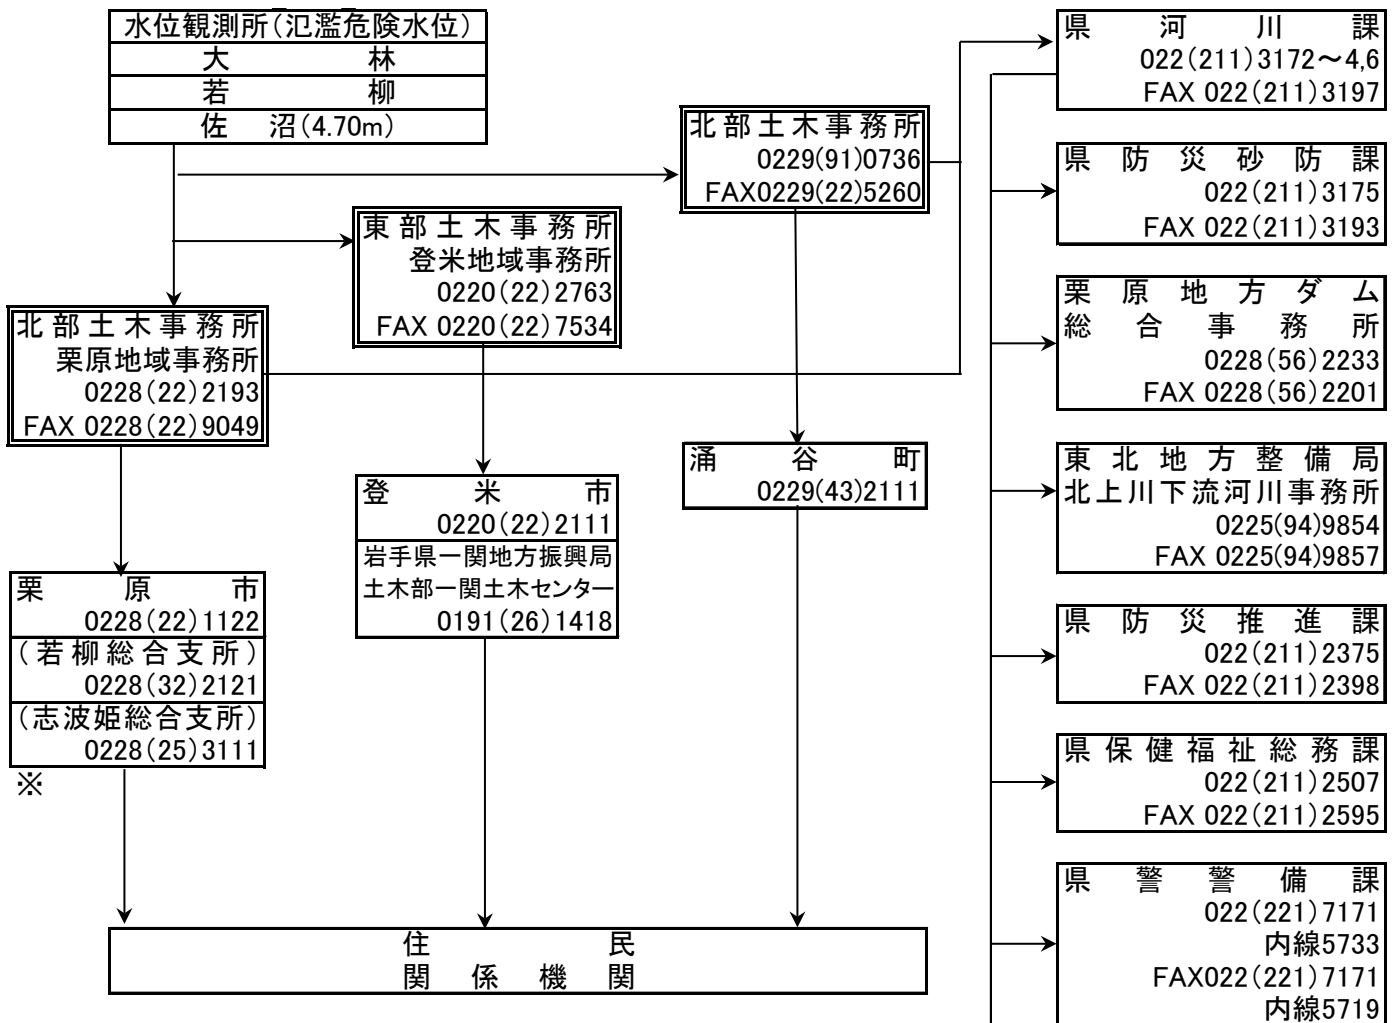 水位観測所(氾濫危険水位)
大林
若柳
佐沼(4.70m)
北部土木事務所
0229(91)0736
FAX0229(22)5260
東部土木事務所
登米地域事務所
0220(22)2763
FAX 0220(22)7534
北部土木事務所
栗原地域事務所
0228(22)2193
FAX 0228(22)9049
涌谷町
0229(43)2111
登米市
0220(22)2111
岩手県一関地方振興局
土木部一関土木センター
0191(26)1418
栗原市
0228(22)1122
(若柳総合支所)
0228(32)2121
(志波姫総合支所)
0228(25)3111
※
住民
関係機関
県河川課
022(211)3172～4,6
FAX 022(211)3197
県防災砂防課
022(211)3175
FAX 022(211)3193
栗原地方ダム
総合事務所
0228(56)2233
FAX 0228(56)2201
東北地方整備局
北上川下流河川事務所
0225(94)9854
FAX 0225(94)9857
県防災推進課
022(211)2375
FAX 022(211)2398
県保健福祉総務課
022(211)2507
FAX 022(211)2595
県警警備課
022(221)7171
内線5733
FAX022(221)7171
内線5719